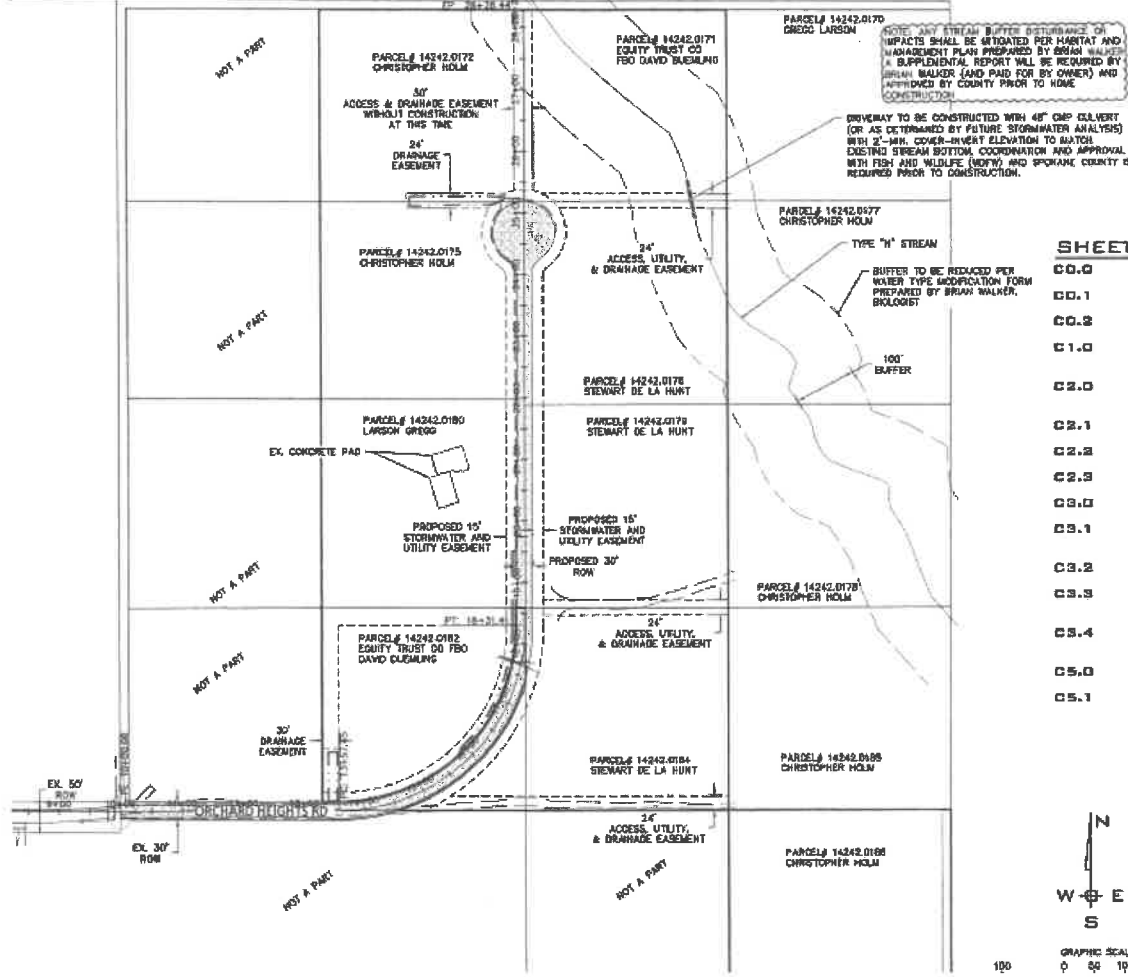 EP: 28+28.44
PARCEL# 14242.0170
GREGG LARSON
NOT A PART
PARCEL# 14242.0172
CHRISTOPHER HOLM
PARCEL# 14242.0171
EQUITY TRUST CO
FBO DAVID
NOTE: ANY STREAM BUFFER DISTURBANCE OR
IMPACTS SHALL BE MITIGATED PER HABITAT AND
MANAGEMENT PLAN PREPARED BY BRIAN WALKER
A SUPPLEMENTAL REPORT WILL BE REQUIRED BY
BRIAN WALKER (AND PAID FOR BY OWNER) AND
APPROVED BY COUNTY PRIOR TO HOME
CONSTRUCTION
30'
ACCESS & DRAINAGE EASEMENT
WITHOUT CONSTRUCTION
AT THIS TIME
24'
DRAINAGE
EASEMENT
DRIVEWAY TO BE CONSTRUCTED WITH 48" CMP CULVERT
(OR AS DETERMINED BY FUTURE STORMWATER ANALYSIS)
WITH 2'-MIN. COVER-INVERT ELEVATION TO MATCH
EXISTING STREAM BOTTOM. COORDINATION AND APPROVAL
WITH FISH AND WILDLIFE (WDFW) AND SPOKANE COUNTY IS
REQUIRED PRIOR TO CONSTRUCTION.
PARCEL# 14242.0177
CHRISTOPHER HOLM
PARCEL# 14242.0175
CHRISTOPHER HOLM
24'
ACCESS, UTILITY,
& DRAINAGE EASEMENT
TYPE "N" STREAM
BUFFER TO BE REDUCED PER
WATER TYPE MODIFICATION FORM
PREPARED BY BRIAN WALKER,
BIOLOGIST
SHEET
C0.0
C0.1
C0.2
C1.0
C2.0
C2.1
C2.2
C2.3
C3.0
C3.1
C3.2
C3.3
C3.4
C5.0
C5.1
NOT A PART
100'
BUFFER
PARCEL# 14242.0176
STEWART DE LA HUNT
PARCEL# 14242.0180
LARSON GREGG
PARCEL# 14242.0179
STEWART DE LA HUNT
EX. CONCRETE PAD
PROPOSED 15'
STORMWATER AND
UTILITY EASEMENT
PROPOSED 15'
STORMWATER AND
UTILITY EASEMENT
PROPOSED 30'
ROW
NOT A PART
PARCEL# 14242.0178
CHRISTOPHER HOLM
24'
ACCESS, UTILITY,
& DRAINAGE EASEMENT
PARCEL# 14242.0182
EQUITY TRUST CO FBO
DAVID
NOT A PART
30'
DRAINAGE
EASEMENT
PARCEL# 14242.0184
STEWART DE LA HUNT
PARCEL# 14242.0185
CHRISTOPHER HOLM
EX. 50'
ROW
9+00
ORCHARD HEIGHTS RD
EX. 30'
ROW
24'
ACCESS, UTILITY,
& DRAINAGE EASEMENT
PARCEL# 14242.0186
CHRISTOPHER HOLM
NOT A PART
NOT A PART
N
W E
S
GRAPHIC SCAL
100 0 50 10